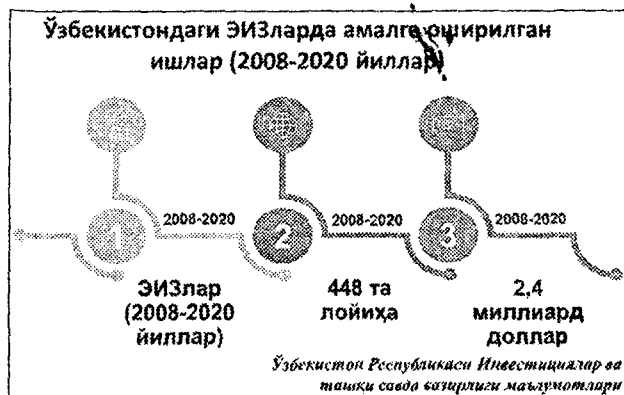 Ўзбекистондаги ЭИЗларда амалга оширилган
ишлар (2008-2020 йиллар)
2008-2020
2008-2020
2008-2020
1
2
3
ЭИЗлар
(2008-2020
йиллар)
448 та
лойиҳа
2,4
миллиард
доллар
Ўзбекистон Республикаси Инвестициялар ва
ташқи савдо вазирлиги маълумотлари